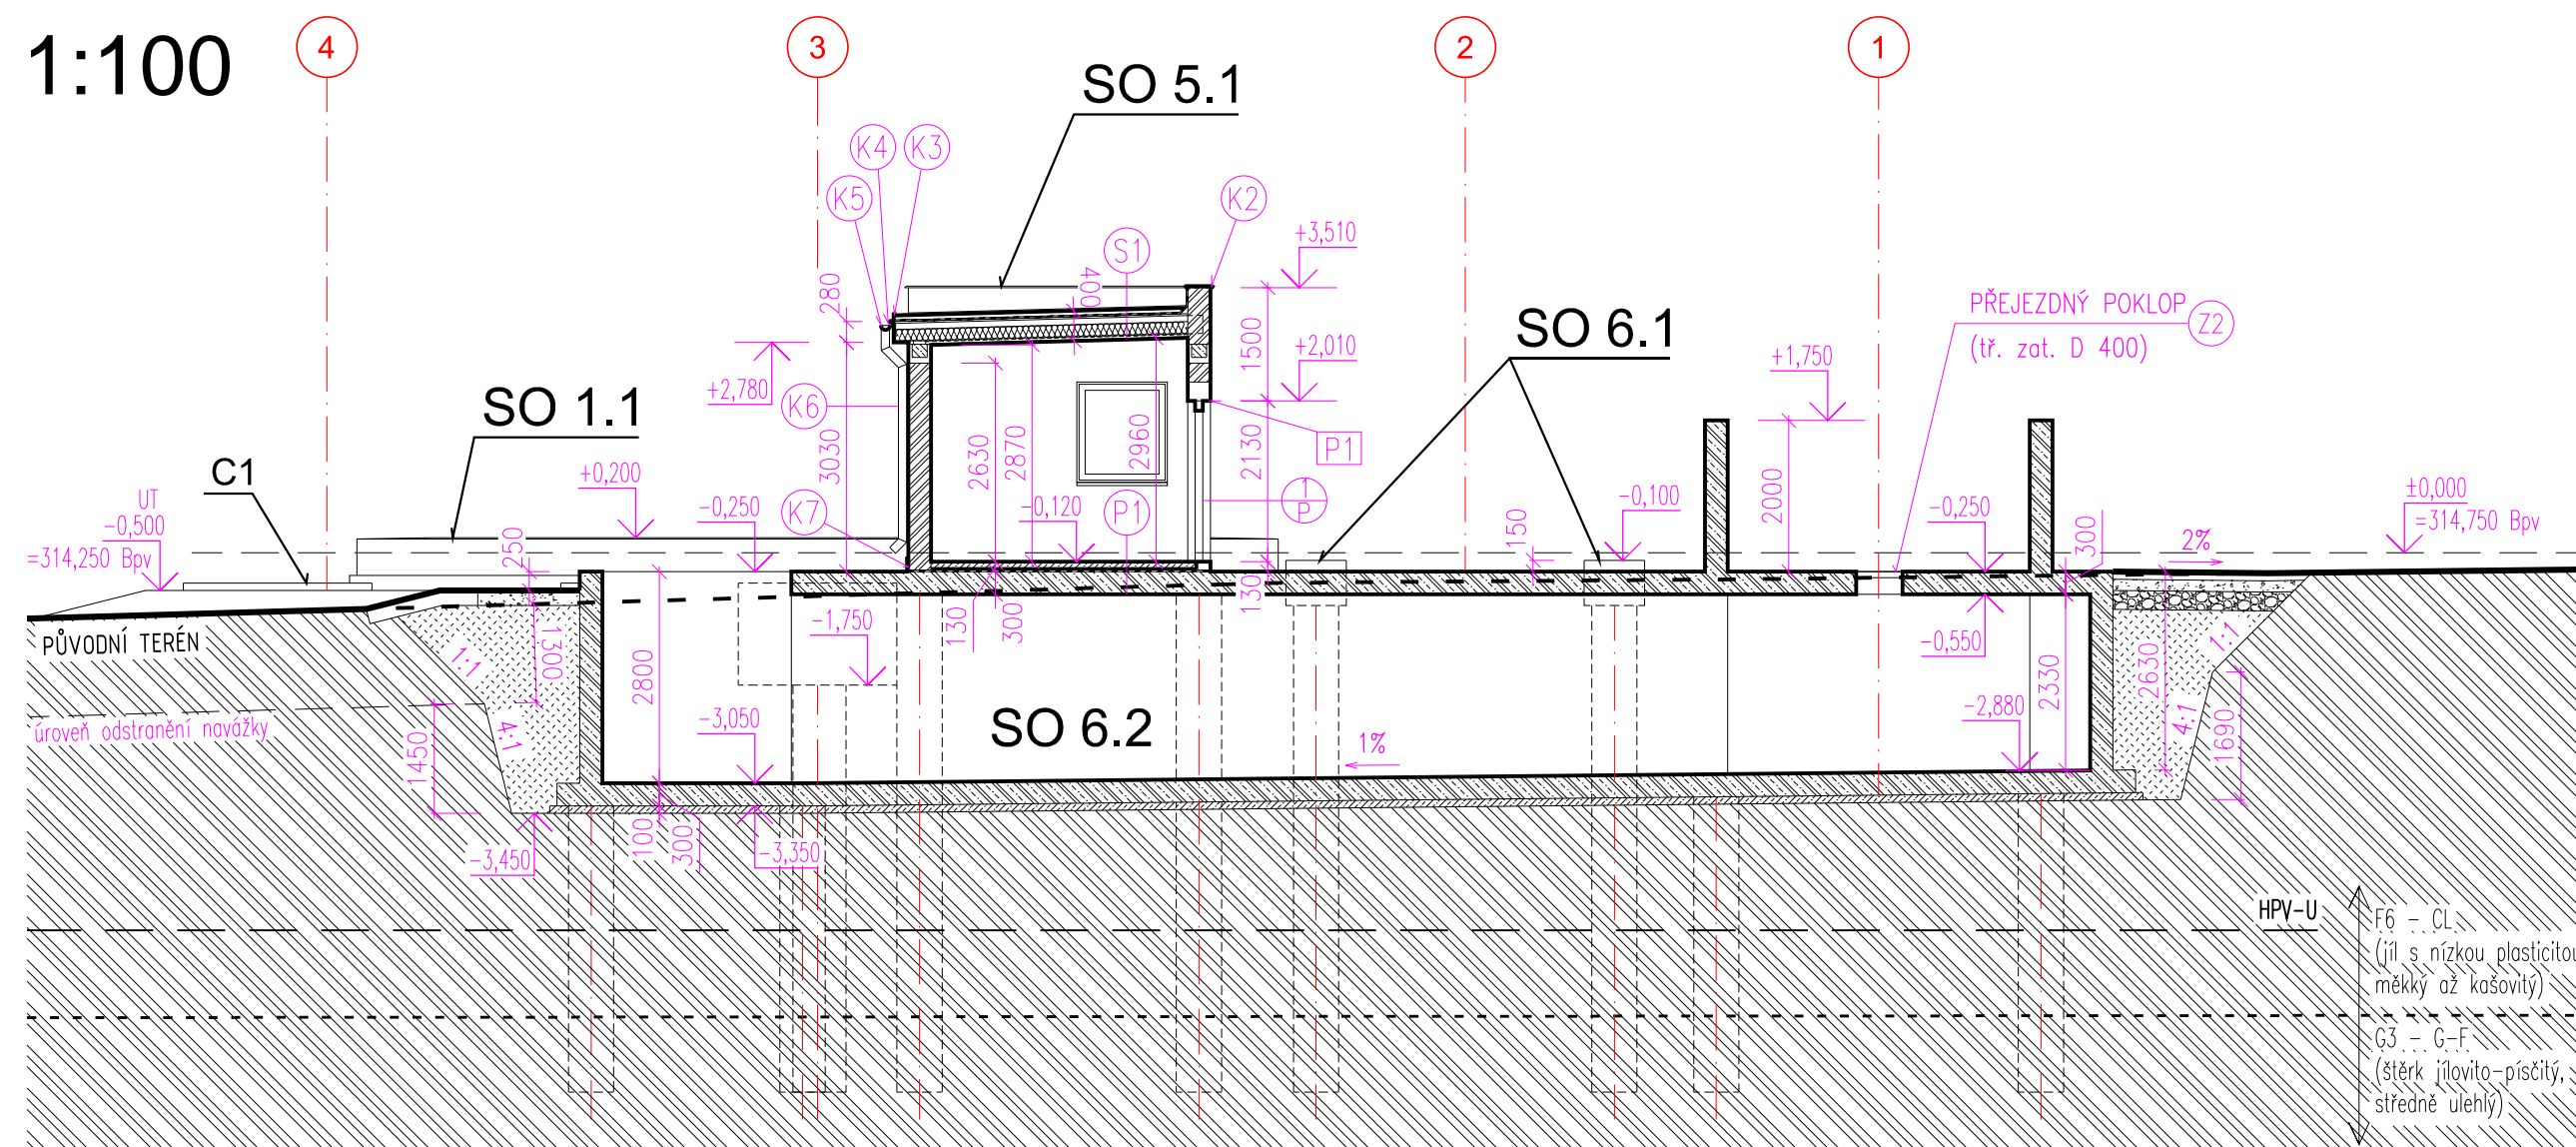 1:100
4
3
2
1
SO 5.1
K4
K3
K5
K2
+3,510
S1
400
280
1500
SO 6.1
PŘEJEZDNÝ POKLOP
Z2
(tř. zat. D 400)
+2,010
+1,750
+2,780
K6
SO 1.1
3030
2630
2870
2960
2130
P1
C1
UT
-0,500
=314,250 Bpv
+0,200
-0,250
K7
-0,120
P1
1
P
-0,100
150
2000
-0,250
300
±0,000
=314,750 Bpv
2%
250
130
300
130
PŮVODNÍ TERÉN
1:1
1300
2800
-1,750
-0,550
2330
2630
1:1
úroveň odstranění navážky
4:1
1450
-3,050
SO 6.2
1%
-2,880
4:1
1690
-3,450
100
300
-3,350
HPV-U
F6 - CL
(jíl s nízkou plasticitou
měkký až kašovitý)
G3 - G-F
(štěrk jílovito-písčitý,
středně ulehlý)